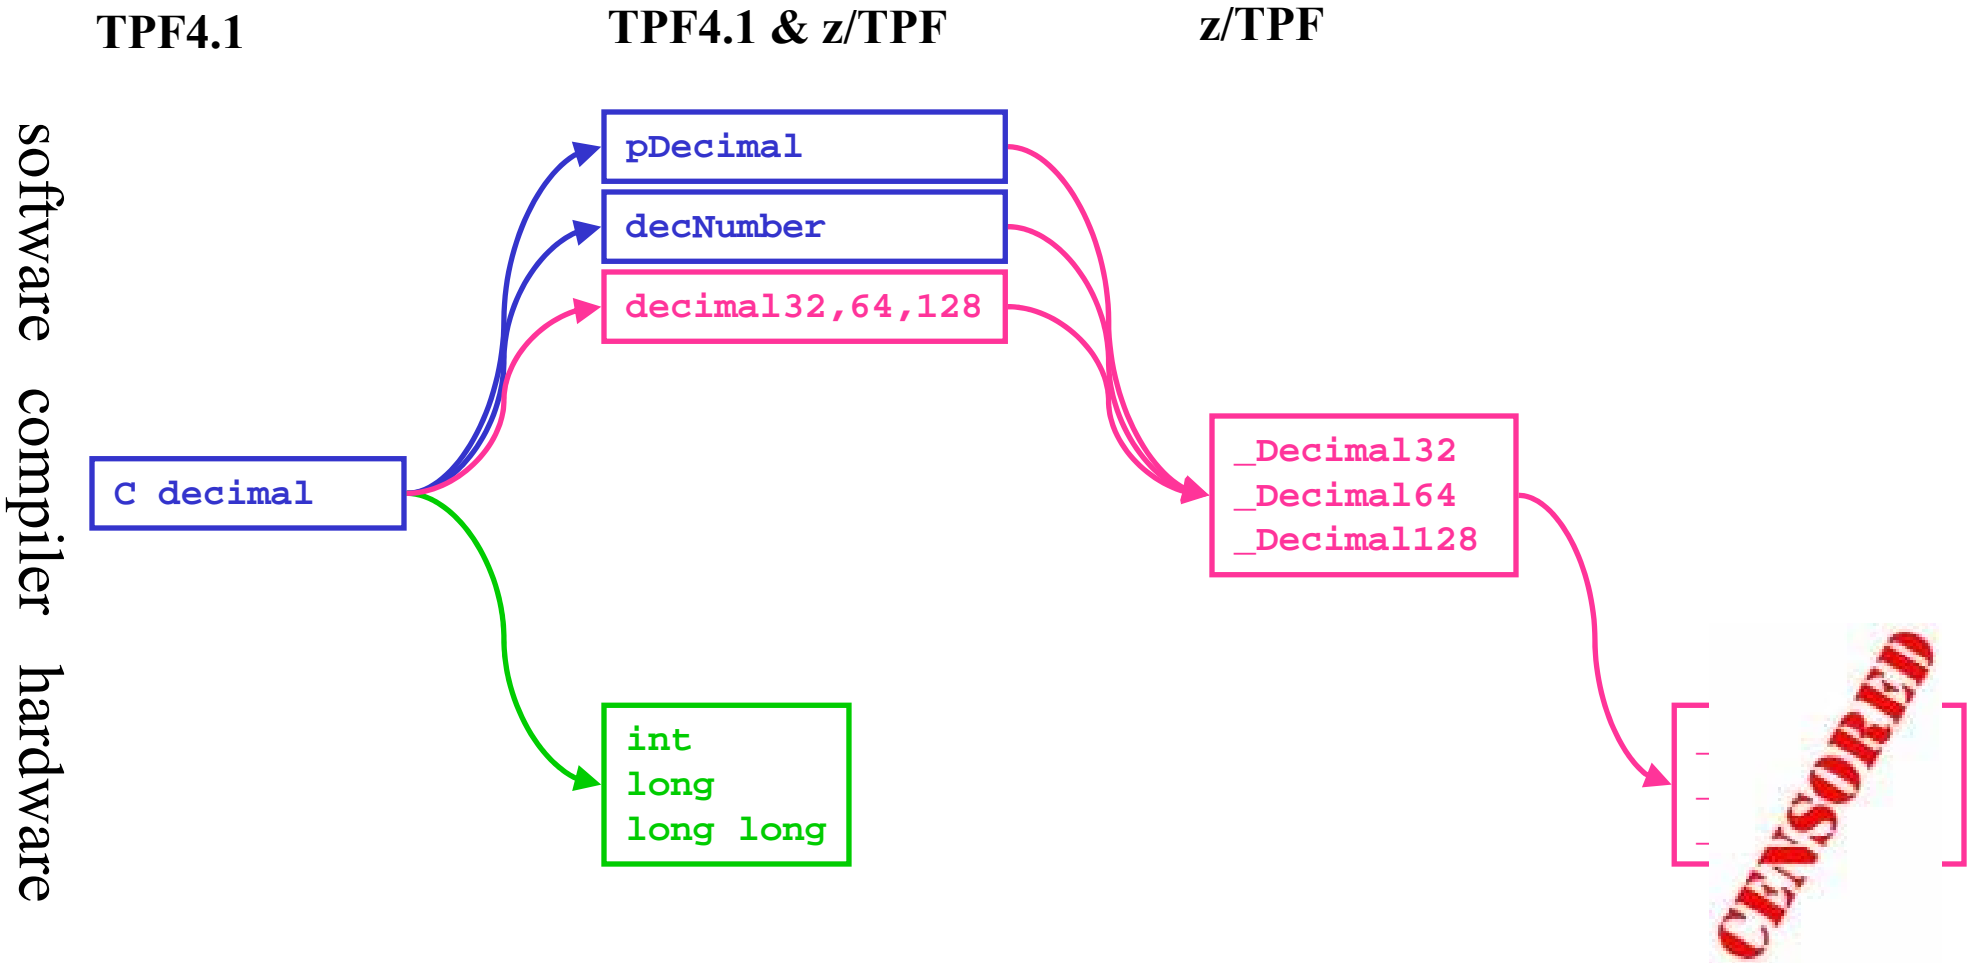 TPF4.1
TPF4.1 & z/TPF
z/TPF
software compiler hardware
pDecimal
decNumber
decimal32,64,128
C decimal
_Decimal32
_Decimal64
_Decimal128
int
long
long long
_
_
_
CENSORED